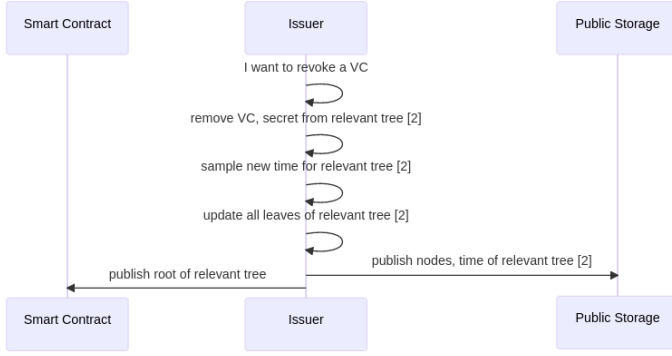 Smart Contract
Issuer
Public Storage
I want to revoke a VC
remove VC, secret from relevant tree [2]
sample new time for relevant tree [2]
update all leaves of relevant tree [2]
publish nodes, time of relevant tree [2]
publish root of relevant tree
Smart Contract
Issuer
Public Storage